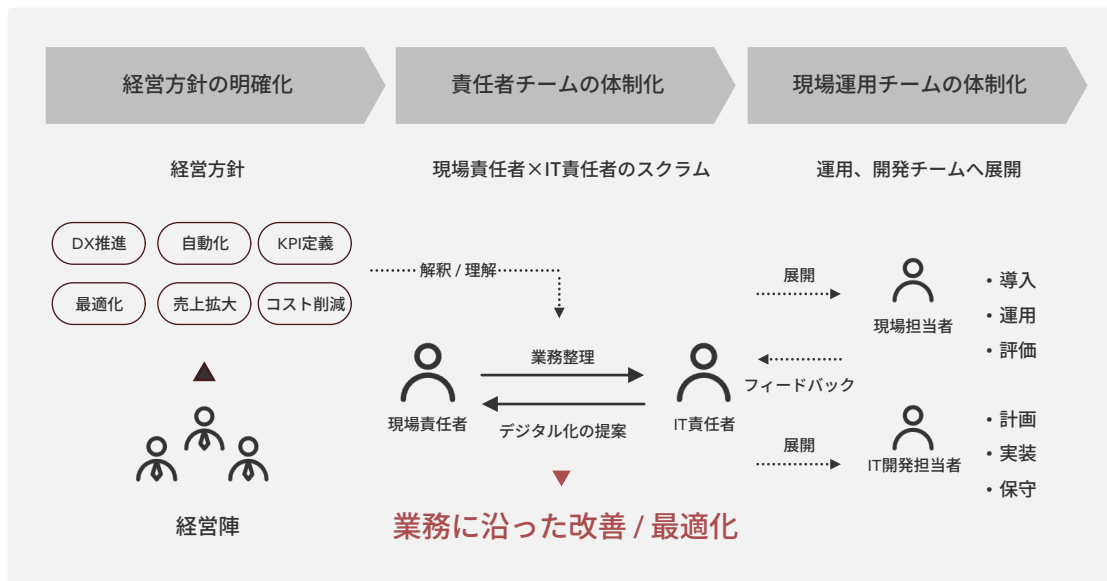 経営方針の明確化
責任者チームの体制化
現場運用チームの体制化
経営方針
現場責任者×IT責任者のスクラム
運用、開発チームへ展開
DX推進
自動化
KPI定義
最適化
売上拡大
コスト削減
経営陣
解釈 / 理解
現場責任者
業務整理
デジタル化の提案
IT責任者
業務に沿った改善 / 最適化
展開
フィードバック
展開
現場担当者
・導入
・運用
・評価
IT開発担当者
・計画
・実装
・保守